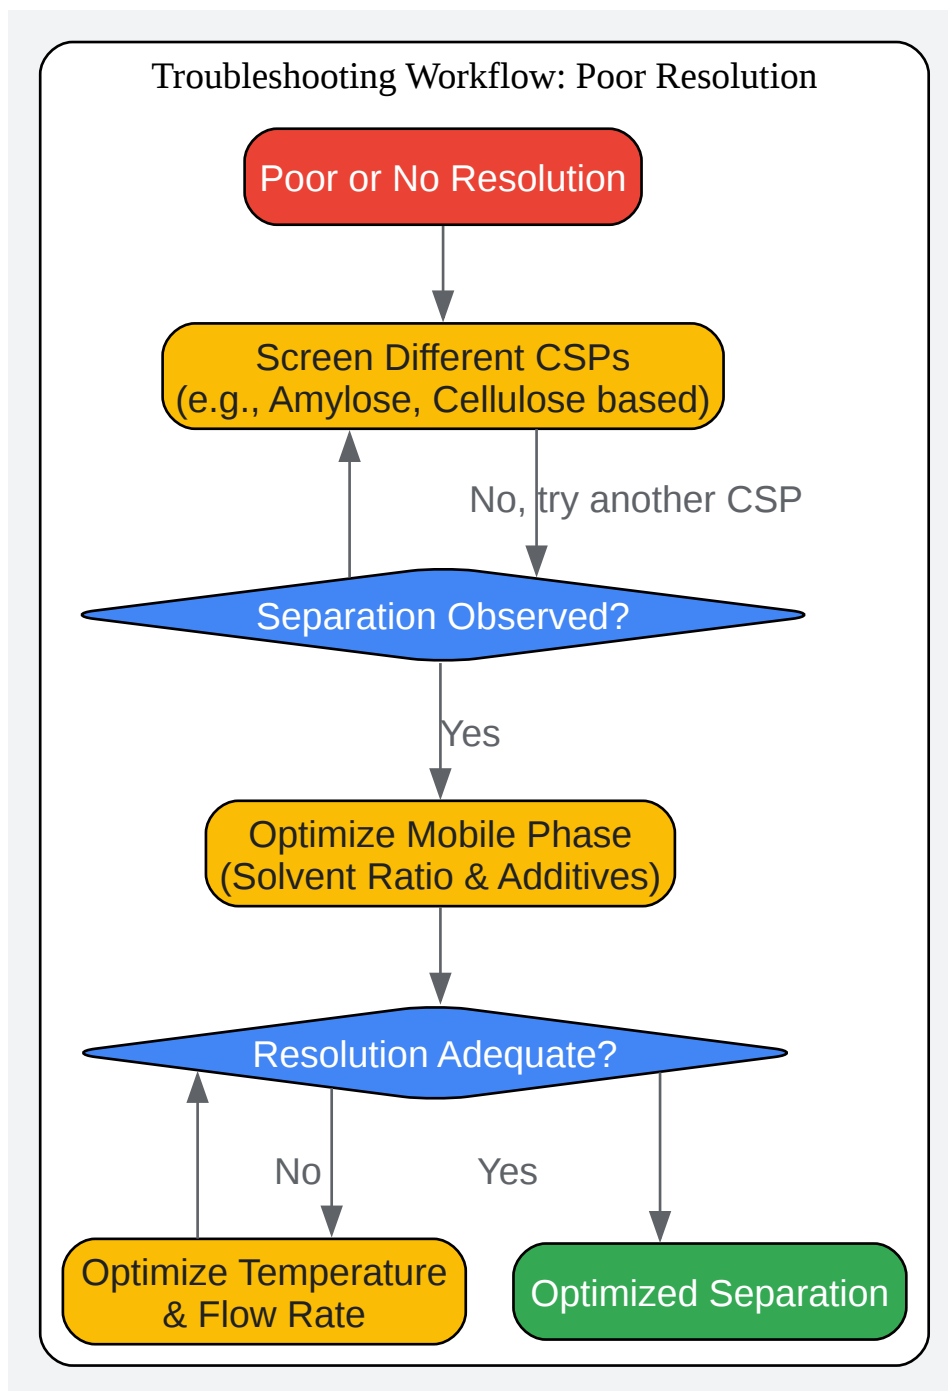 Troubleshooting Workflow: Poor Resolution
Poor or No Resolution
Screen Different CSPs
(e.g., Amylose, Cellulose based)
No, try another CSP
Separation Observed?
Yes
Optimize Mobile Phase
(Solvent Ratio & Additives)
Resolution Adequate?
No
Yes
Optimize Temperature
& Flow Rate
Optimized Separation